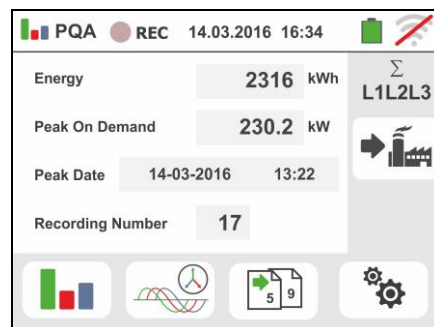 PQA REC 14.03.2016 16:34
Energy 2316 kWh
Σ
L1L2L3
Peak On Demand 230.2 kW
Peak Date 14-03-2016 13:22
Recording Number 17
5 9